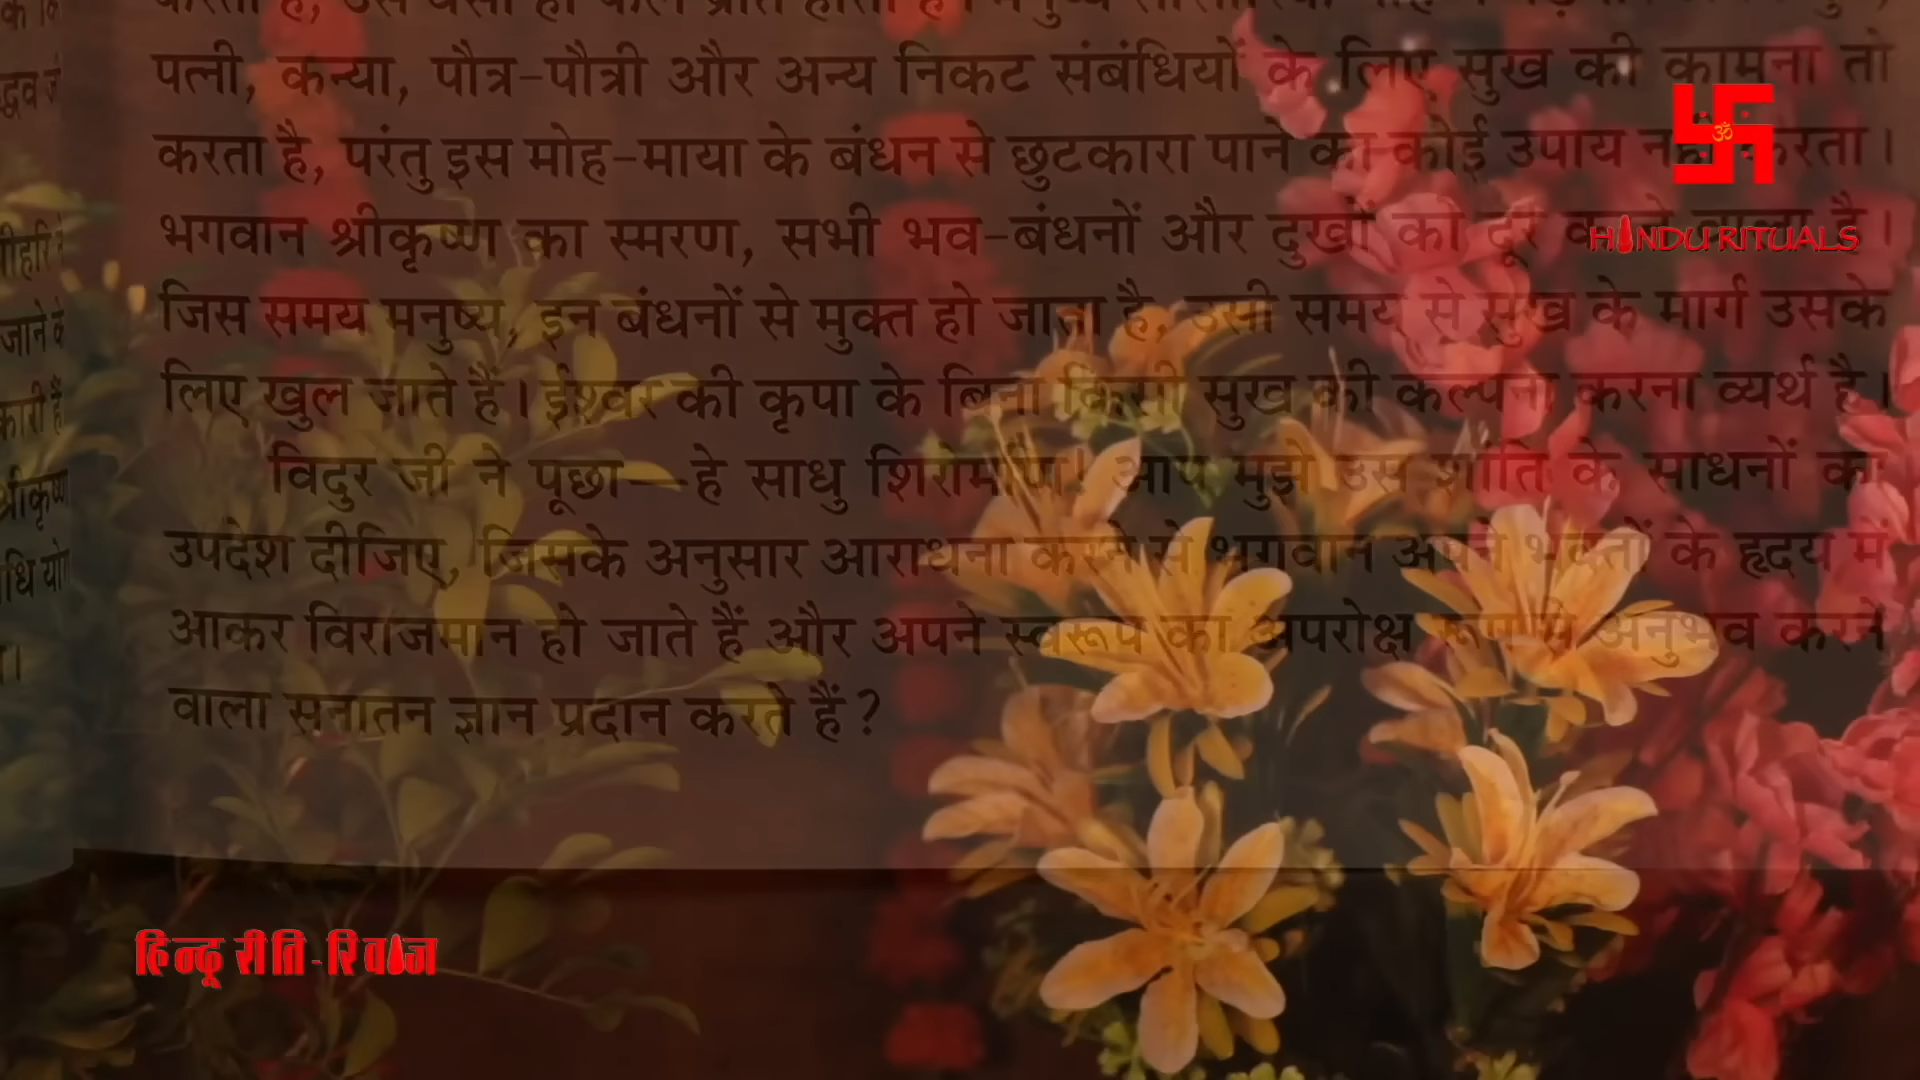 पत्नी, कन्या, पौत्र-पौत्री और अन्य निकट संबंधियों के लिए सुख की कामना तो
करता है, परंतु इस मोह-माया के बंधन से छुटकारा पाने का कोई उपाय नहीं करता।
भगवान श्रीकृष्ण का स्मरण, सभी भव-बंधनों और दुखों को दूर करने वाला है।
जिस समय मनुष्य, इन बंधनों से मुक्त हो जाता है, उसी समय से सुख के मार्ग उसके
लिए खुल जाते हैं। ईश्वर की कृपा के बिना किसी सुख की कल्पना करना व्यर्थ है।
विदुर जी ने पूछा—हे साधु शिरोमणि! आप मुझे उस शांति के साधनों का
उपदेश दीजिए, जिसके अनुसार आराधना करने से भगवान अपने भक्तों के हृदय में
आकर विराजमान हो जाते हैं और अपने स्वरूप का अपरोक्ष रूप से अनुभव करने
वाला सनातन ज्ञान प्रदान करते हैं?
ॐ
HINDU RITUALS
हिन्दू रीति-रिवाज